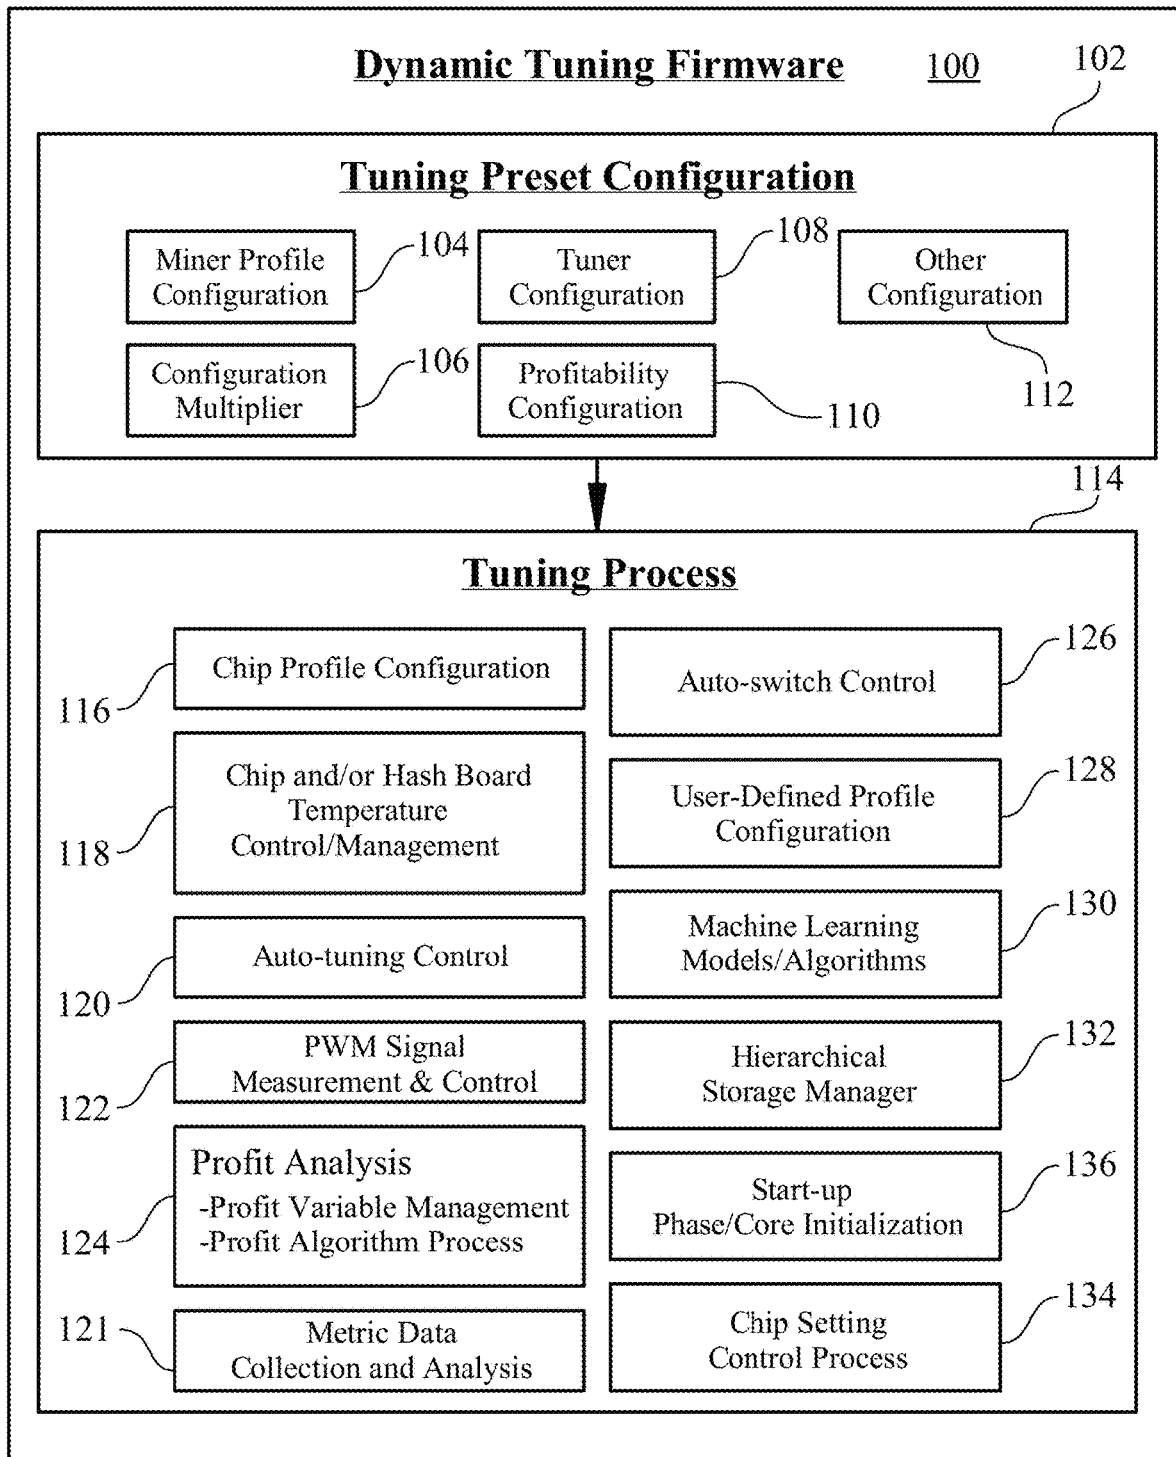 Dynamic Tuning Firmware 100
102
Tuning Preset Configuration
Miner Profile
Configuration
104
Tuner
Configuration
108
Other
Configuration
112
Configuration
Multiplier
106
Profitability
Configuration
110
114
Tuning Process
Chip Profile Configuration
116
Chip and/or Hash Board
Temperature
Control/Management
118
Auto-tuning Control
120
PWM Signal
Measurement & Control
122
Profit Analysis
-Profit Variable Management
-Profit Algorithm Process
124
Metric Data
Collection and Analysis
121
Auto-switch Control
126
User-Defined Profile
Configuration
128
Machine Learning
Models/Algorithms
130
Hierarchical
Storage Manager
132
Start-up
Phase/Core Initialization
136
Chip Setting
Control Process
134